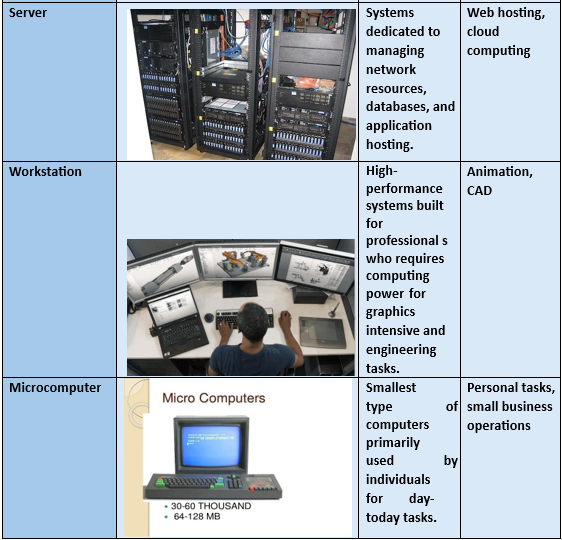 Server
Systems
dedicated to
managing
network
resources,
databases, and
application
hosting.
Web hosting,
cloud
computing
Workstation
High-
performance
systems built
for
professional s
who requires
computing
power for
graphics
intensive and
engineering
tasks.
Animation,
CAD
Microcomputer
Micro Computers
• 30-60 THOUSAND
• 64-128 MB
Smallest
type of
computers
primarily
used by
individuals
for day-
today tasks.
Personal tasks,
small business
operations